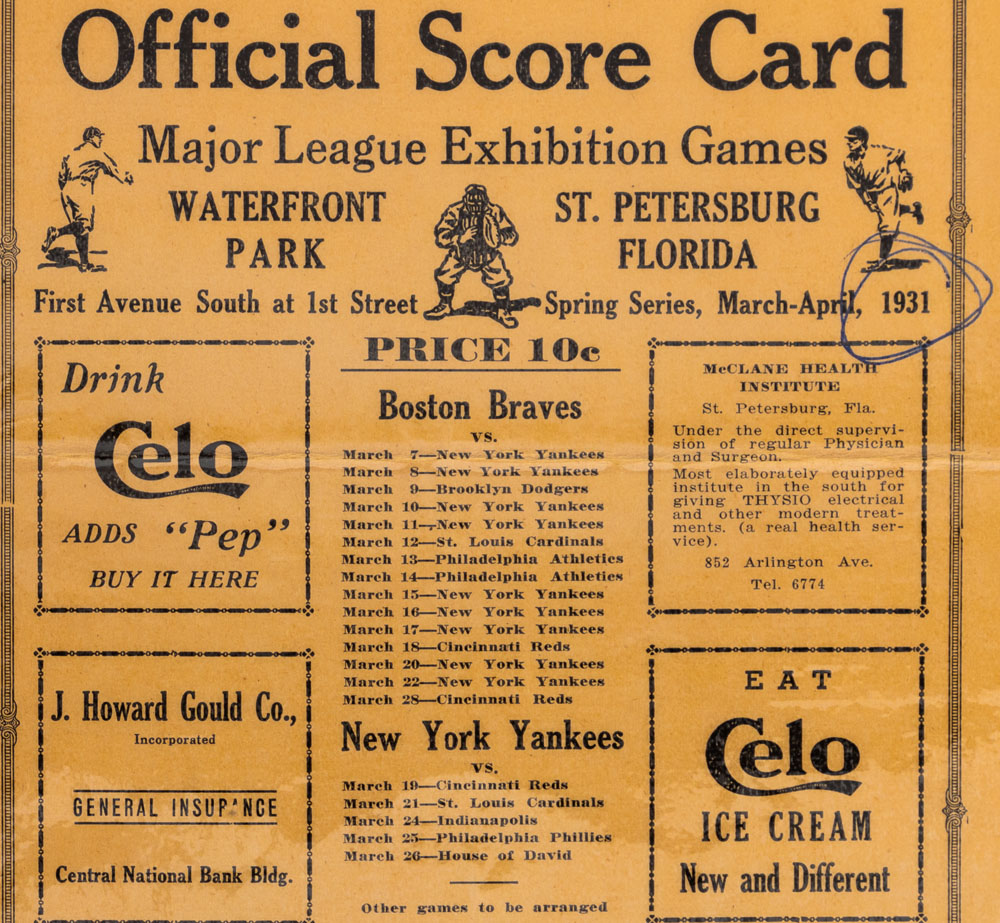 Official Score Card
Major League Exhibition Games
WATERFRONT
PARK
ST. PETERSBURG
FLORIDA
First Avenue South at 1st Street
Spring Series, March-April, 1931
PRICE 10c
Drink
Celo
ADDS "Pep"
BUY IT HERE
J. Howard Gould Co.,
Incorporated
GENERAL INSURANCE
Central National Bank Bldg.
Boston Braves
VS.
March 7—New York Yankees
March 8—New York Yankees
March 9—Brooklyn Dodgers
March 10—New York Yankees
March 11—New York Yankees
March 12—St. Louis Cardinals
March 13—Philadelphia Athletics
March 14—Philadelphia Athletics
March 15—New York Yankees
March 16—New York Yankees
March 17—New York Yankees
March 18—Cincinnati Reds
March 20—New York Yankees
March 22—New York Yankees
March 28—Cincinnati Reds
New York Yankees
VS.
March 19—Cincinnati Reds
March 21—St. Louis Cardinals
March 24—Indianapolis
March 25—Philadelphia Phillies
March 26—House of David
Other games to be arranged
McCLANE HEALTH
INSTITUTE
St. Petersburg, Fla.
Under the direct supervi-
sion of regular Physician
and Surgeon.
Most elaborately equipped
institute in the south for
giving THYSIO electrical
and other modern treat-
ments. (a real health ser-
vice).
852 Arlington Ave.
Tel. 6774
EAT
Celo
ICE CREAM
New and Different